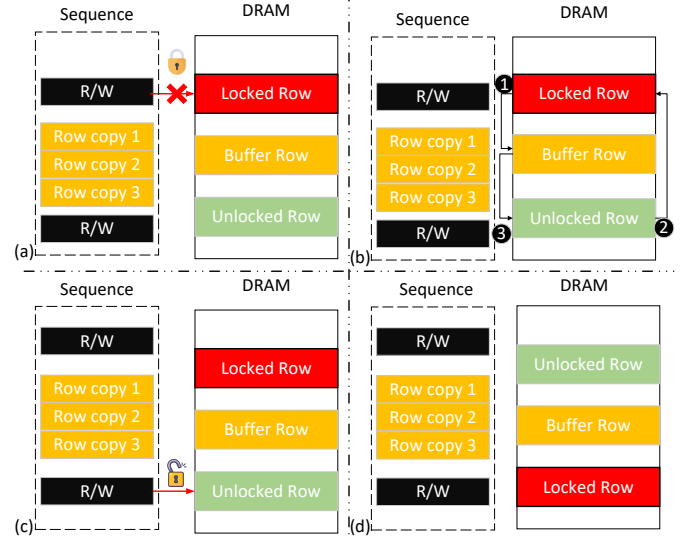 Sequence
DRAM
R/W
Locked Row
Row copy 1
Row copy 2
Buffer Row
Row copy 3
R/W
Unlocked Row
(a)
Sequence
DRAM
1
R/W
Locked Row
Row copy 1
Row copy 2
Buffer Row
Row copy 3
R/W
3
Unlocked Row
2
(b)
Sequence
DRAM
R/W
Locked Row
Row copy 1
Row copy 2
Buffer Row
Row copy 3
R/W
Unlocked Row
(c)
Sequence
DRAM
R/W
Unlocked Row
Row copy 1
Row copy 2
Buffer Row
Row copy 3
R/W
Locked Row
(d)